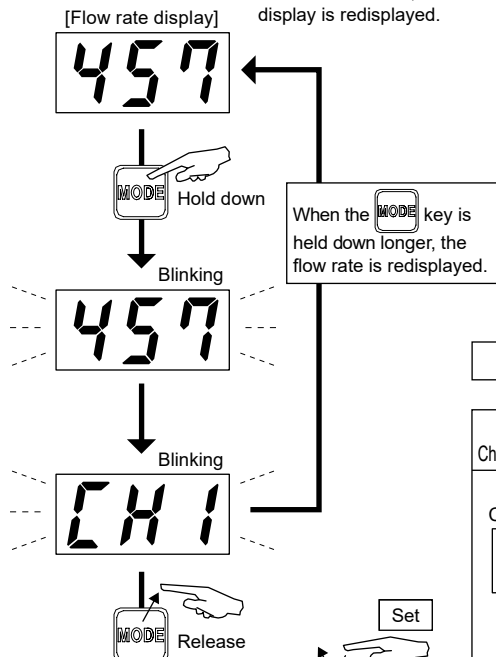 display is redisplayed.
[Flow rate display]
457
MODE
Hold down
When the MODE key is
held down longer, the
flow rate is redisplayed.
Blinking
457
Blinking
CH1
MODE
Release
Set